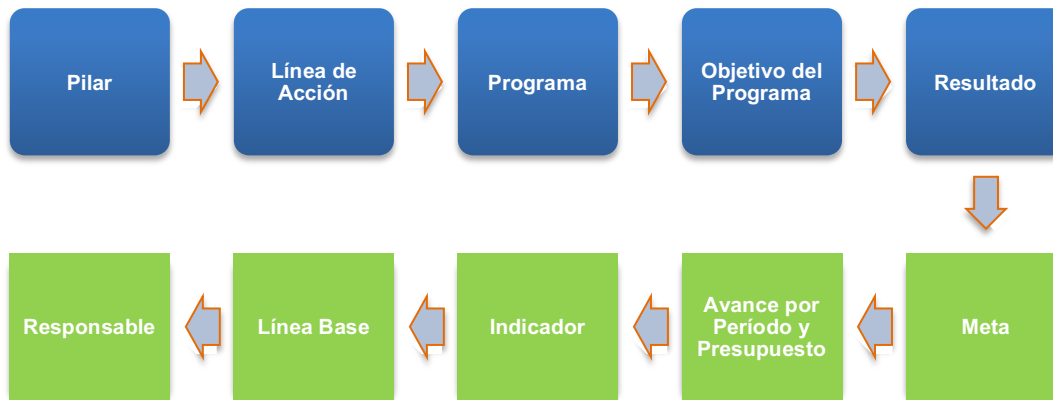 Pilar
Línea de
Acción
Programa
Objetivo del
Programa
Resultado
Responsable
Línea Base
Indicador
Avance por
Período y
Presupuesto
Meta